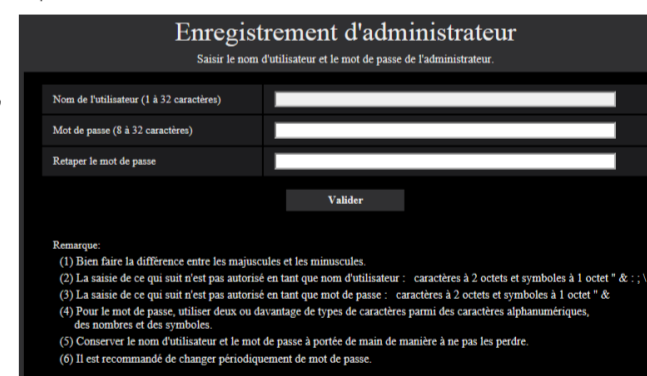 Enregistrement d'administrateur
Saisir le nom d'utilisateur et le mot de passe de l'administrateur.
Nom de l'utilisateur (1 à 32 caractères)
Mot de passe (8 à 32 caractères)
Retaper le mot de passe
Valider
Remarque:
(1) Bien faire la différence entre les majuscules et les minuscules.
(2) La saisie de ce qui suit n'est pas autorisé en tant que nom d'utilisateur : caractères à 2 octets et symboles à 1 octet " & : ; \
(3) La saisie de ce qui suit n'est pas autorisé en tant que mot de passe : caractères à 2 octets et symboles à 1 octet " &
(4) Pour le mot de passe, utiliser deux ou davantage de types de caractères parmi des caractères alphanumériques,
des nombres et des symboles.
(5) Conserver le nom d'utilisateur et le mot de passe à portée de main de manière à ne pas les perdre.
(6) Il est recommandé de changer périodiquement de mot de passe.